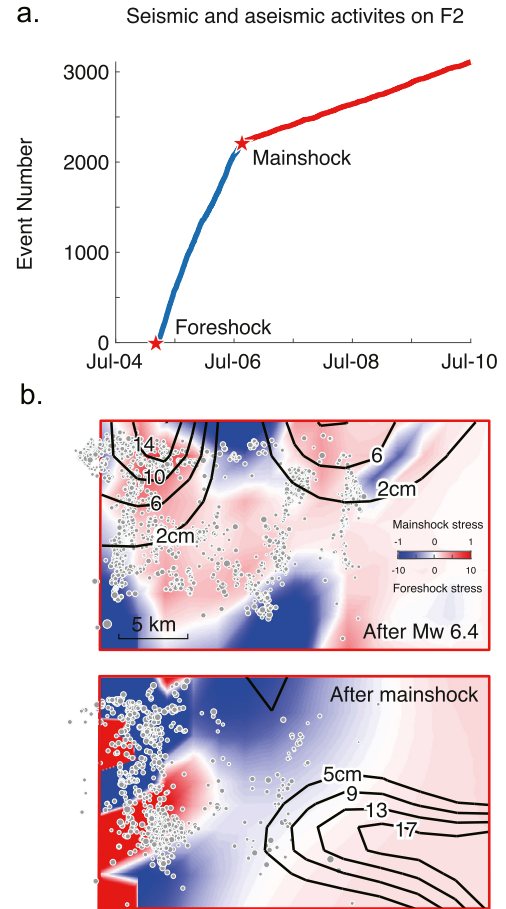 a.
Seismic and aseismic activites on F2
Event Number
3000
2000
1000
0
Mainshock
Foreshock
Jul-04
Jul-06
Jul-08
Jul-10
b.
14
10
6
2cm
6
2cm
Mainshock stress
-1 0 1
-10 0 10
Foreshock stress
5 km
After Mw 6.4
After mainshock
5cm
9
13
17